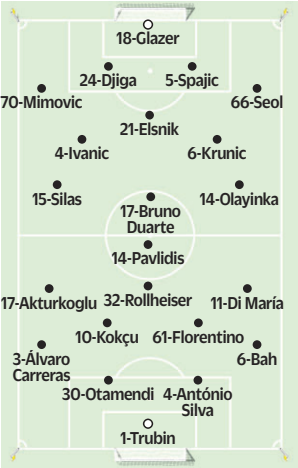 18-Glazer
24-Djiga
5-Spajic
70-Mimovic
66-Seol
21-Elsnik
4-Ivanic
6-Krunic
15-Silas
14-Olayinka
17-Bruno
Duarte
14-Pavlidis
17-Akturkoglu
32-Rollheiser
11-Di María
10-Kokçu
61-Florentino
3-Álvaro
Carreras
6-Bah
30-Otamendi
4-António
Silva
1-Trubin